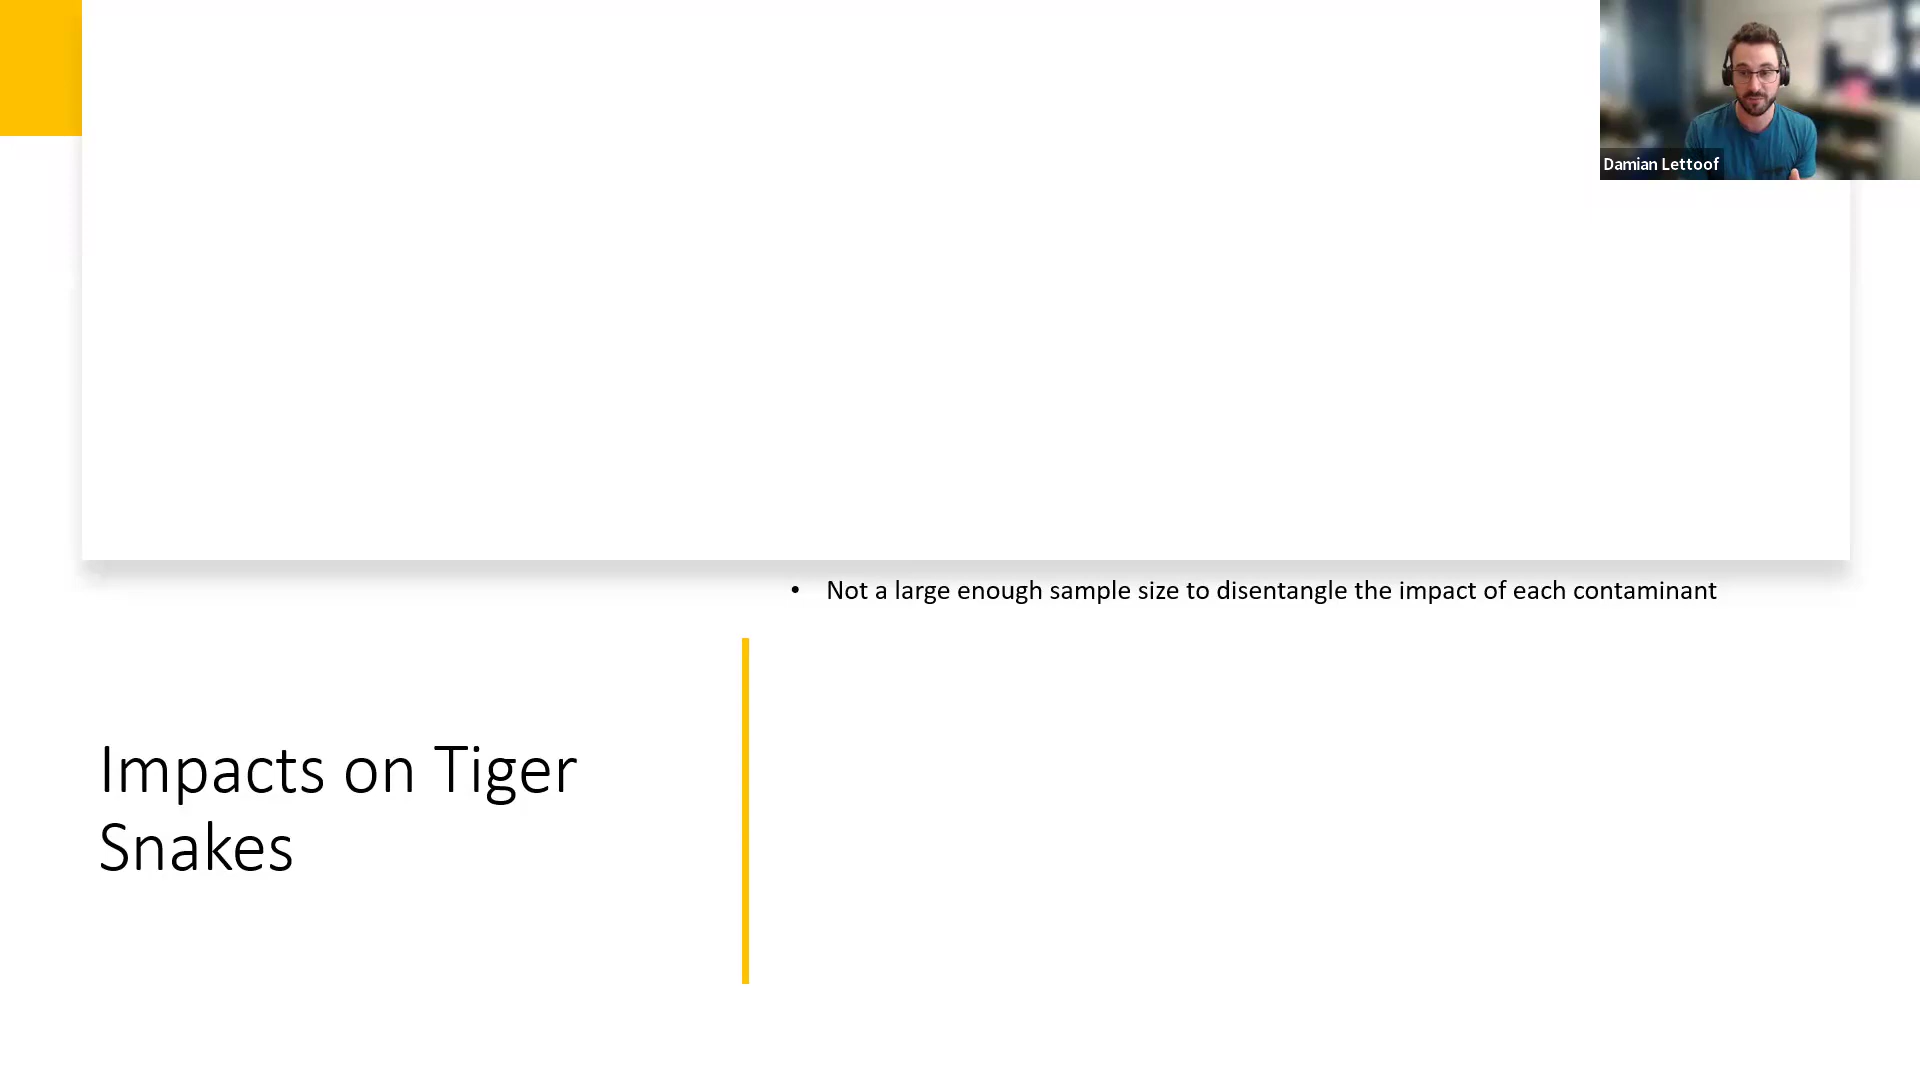 Damian Lettoof
• Not a large enough sample size to disentangle the impact of each contaminant
Impacts on Tiger
Snakes